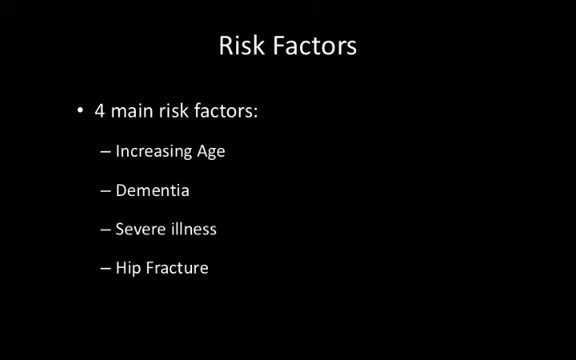 Risk Factors
• 4 main risk factors:
– Increasing Age
– Dementia
– Severe illness
– Hip Fracture